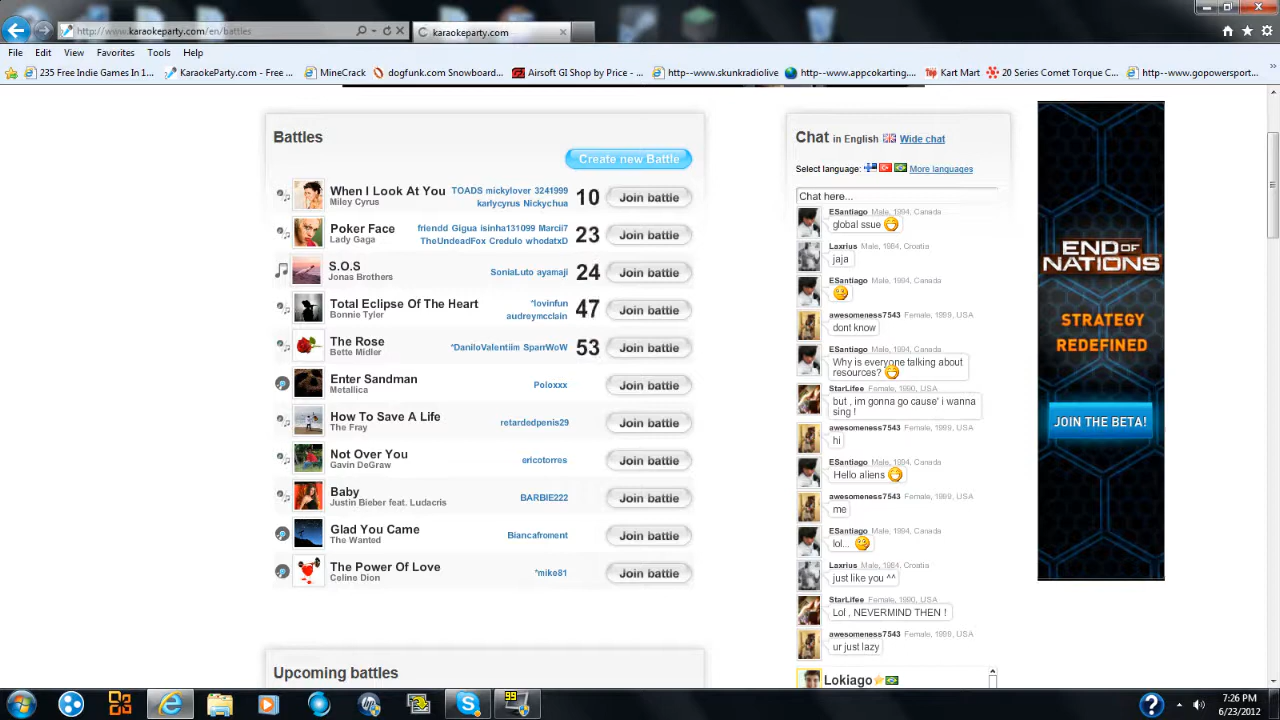 http://www.karaokeparty.com/en/battles
karaokeparty.com
File Edit View Favorites Tools Help
235 Free Indie Games In 1... KaraokeParty.com - Free ... MineCrack dogfunk.com Snowboard... Airsoft GI Shop by Price - ... http--www.skunkradiolive http--www.appcokarting.... Kart Mart 20 Series Comet Torque C... http--www.gopowersport...
Battles
Create new Battle
When I Look At You
Miley Cyrus
TOADS mickylover 3241999
karlycyrus Nickychua
10
Join battle
Poker Face
Lady Gaga
friendd Gigua isinha131099 Marcii7
TheUndeadFox Credulo whodatxD
23
Join battle
S.O.S
Jonas Brothers
SoniaLuto ayamaji
24
Join battle
Total Eclipse Of The Heart
Bonnie Tyler
*lovinfun
audreymcclain
47
Join battle
The Rose
Bette Midler
*DaniloValentiim SparrWoW
53
Join battle
Enter Sandman
Metallica
Poloxxx
Join battle
How To Save A Life
The Fray
retardedpenis29
Join battle
Not Over You
Gavin DeGraw
ericotorres
Join battle
Baby
Justin Bieber feat. Ludacris
BARBIE222
Join battle
Glad You Came
The Wanted
Biancafroment
Join battle
The Power Of Love
Celine Dion
*mike81
Join battle
Upcoming battles
Chat in English Wide chat
Select language: More languages
Chat here...
ESantiago Male, 1994, Canada
global ssue
Laxrius Male, 1984, Croatia
jaja
ESantiago Male, 1994, Canada
awesomeness7543 Female, 1999, USA
dont know
ESantiago Male, 1994, Canada
Why is everyone talking about
resources?
StarLifee Female, 1990, USA
but , im gonna go cause' i wanna
sing !
awesomeness7543 Female, 1999, USA
hi
ESantiago Male, 1994, Canada
Hello aliens
awesomeness7543 Female, 1999, USA
me
ESantiago Male, 1994, Canada
lol...
Laxrius Male, 1984, Croatia
just like you ^^
StarLifee Female, 1990, USA
Lol , NEVERMIND THEN !
awesomeness7543 Female, 1999, USA
ur just lazy
Lokiago
END OF
NATIONS
STRATEGY
REDEFINED
JOIN THE BETA!
99
7:26 PM
6/23/2012